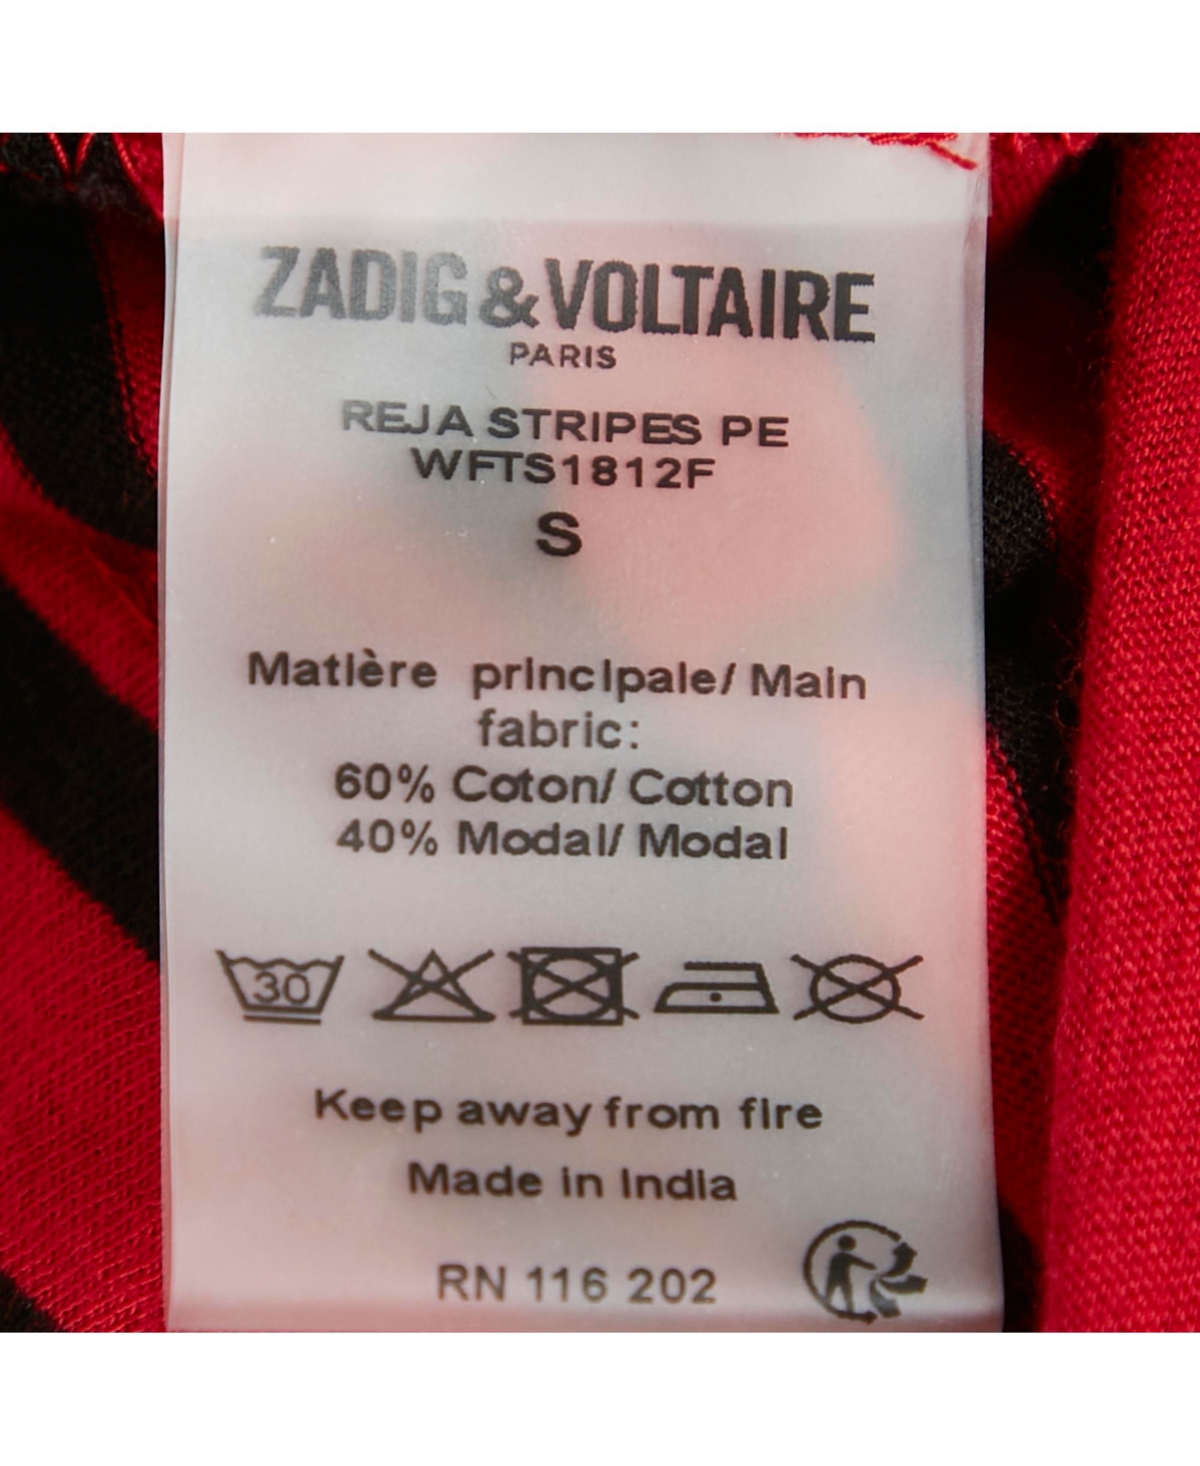 ZADIG & VOLTAIRE
PARIS
REJA STRIPES PE
WFTS1812F
S
Matière principale/ Main
fabric:
60% Coton/ Cotton
40% Modal/ Modal
30
Keep away from fire
Made in India
RN 116 202